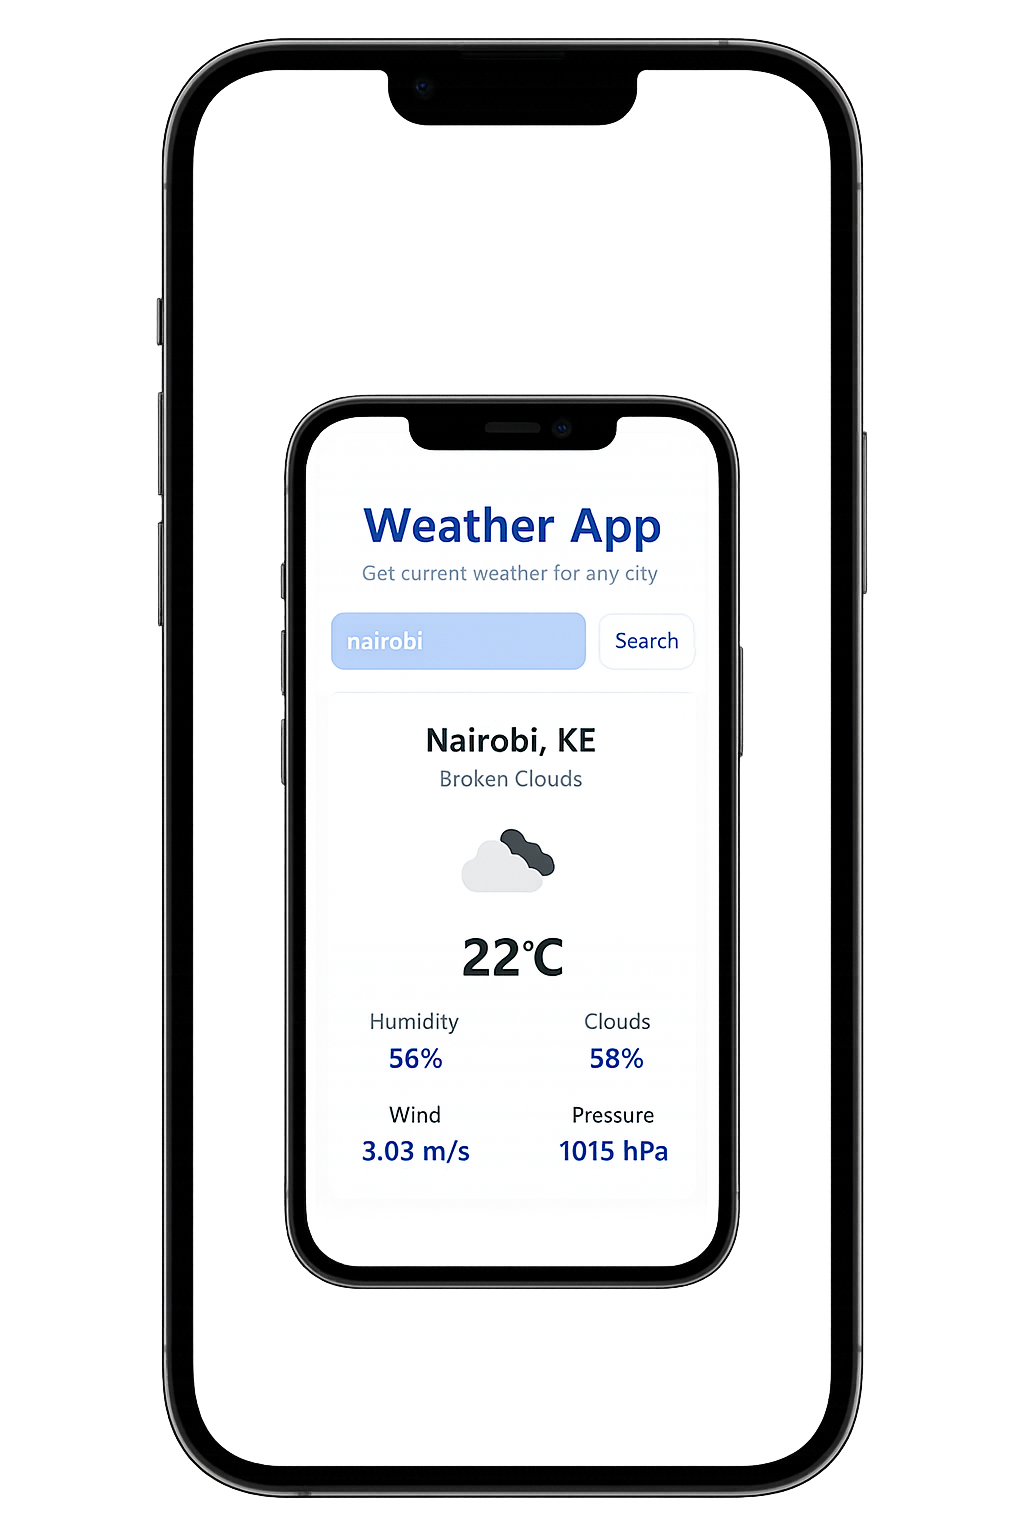 Weather App
Get current weather for any city
nairobi
Search
Nairobi, KE
Broken Clouds
22°C
Humidity
Clouds
56%
58%
Wind
Pressure
3.03 m/s
1015 hPa